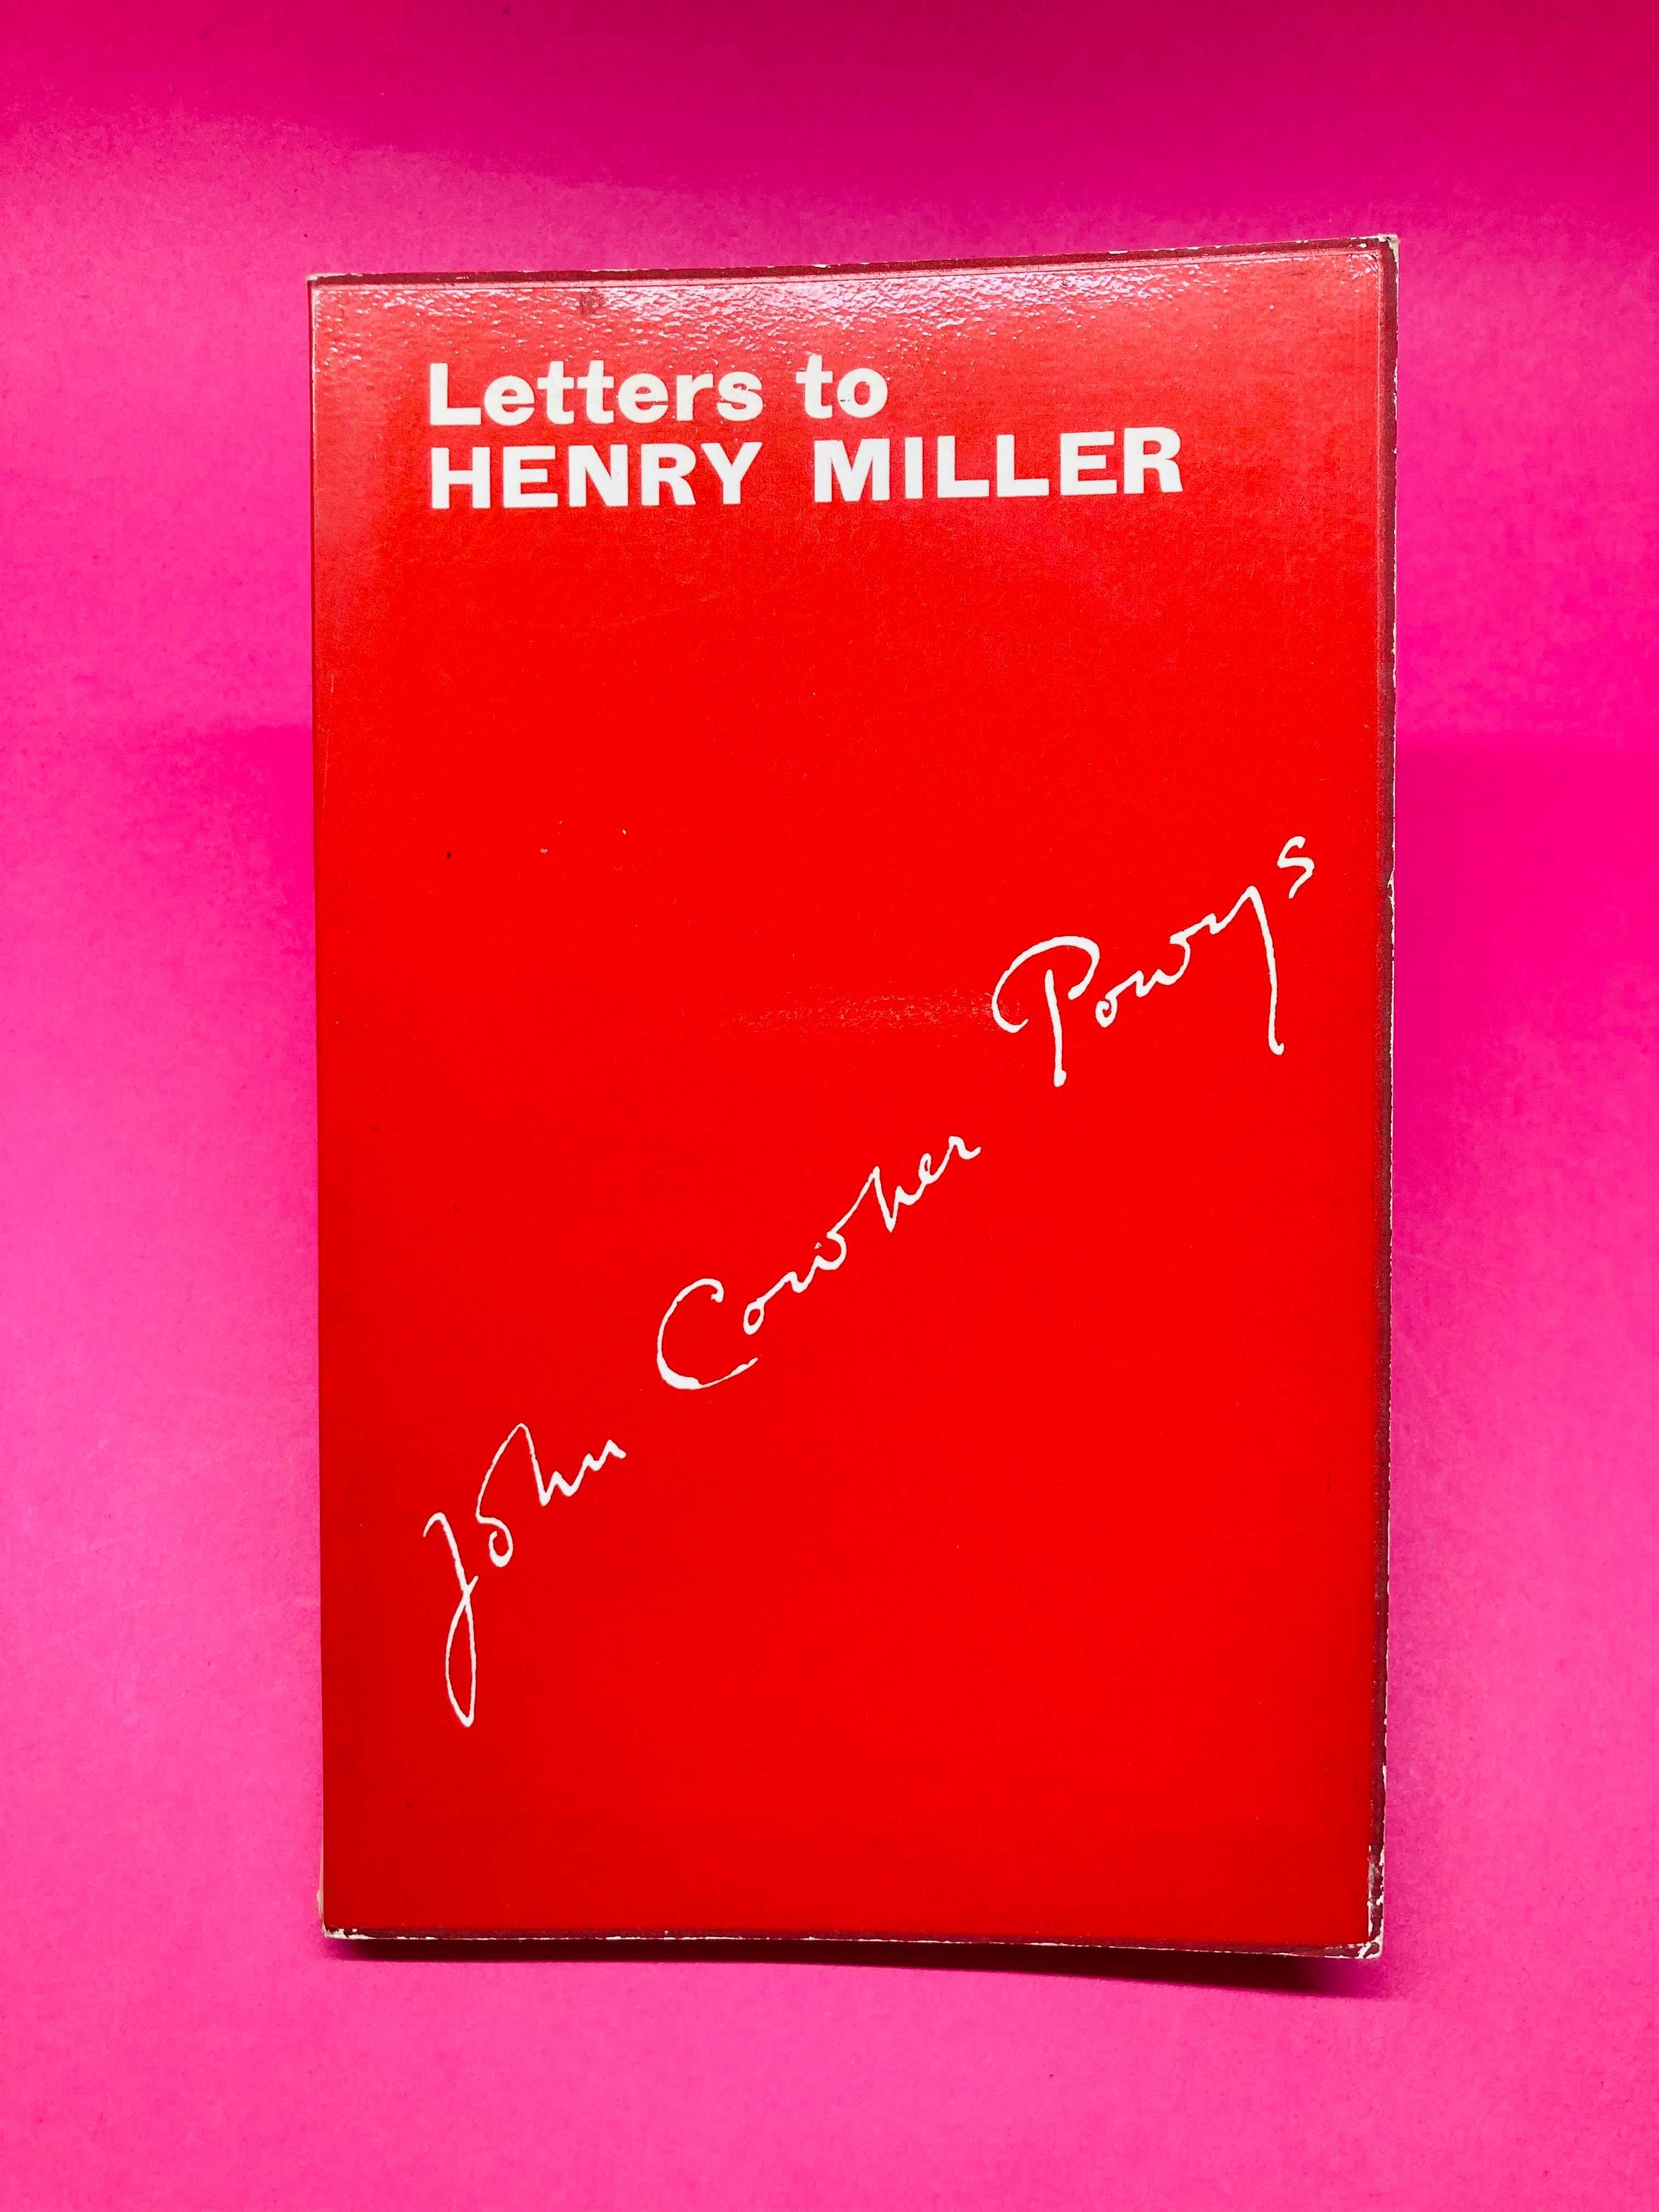 Letters to
HENRY MILLER
John Cowper Powys